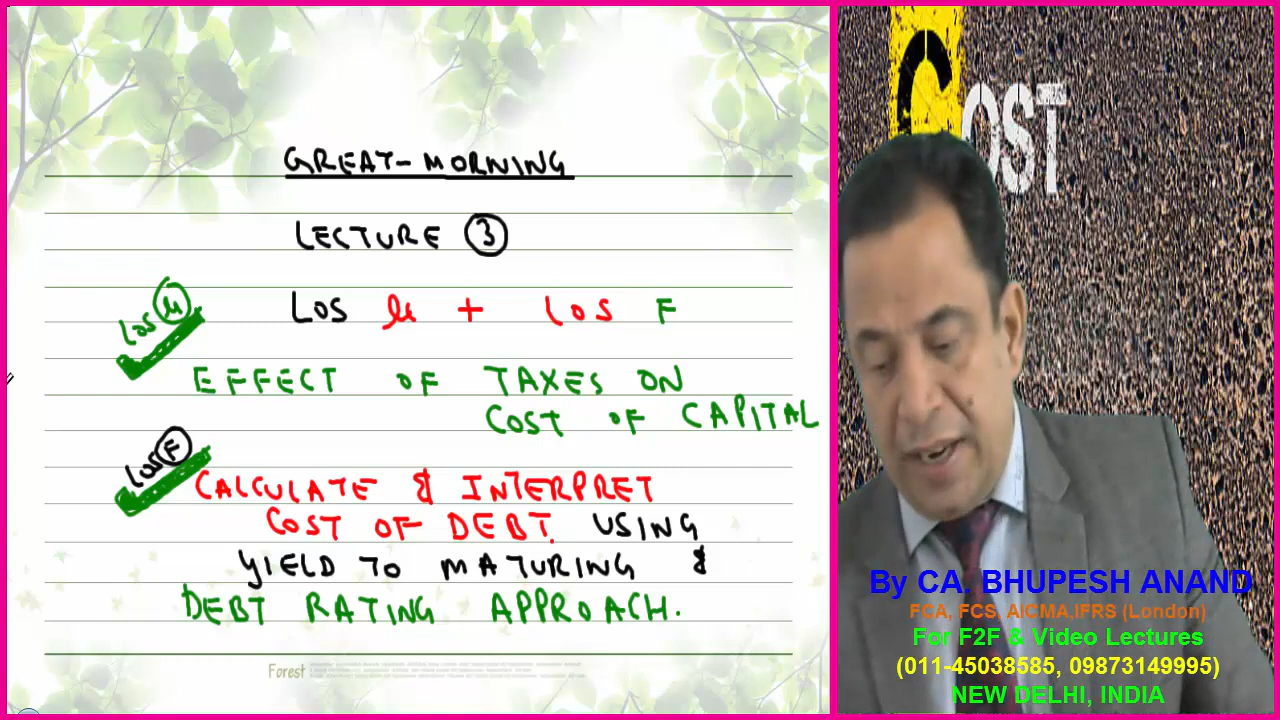 GREAT-MORNING
LECTURE 3
LOS + LOS F
LOS
EFFECT OF TAXES ON
COST OF CAPITAL
LOS F
CALCULATE & INTERPRET
COST OF DEBT USING
YIELD TO MATURING &
DEBT RATING APPROACH.
Forest
COST
By CA. BHUPESH ANAND
FCA, FCS, AICMA,IFRS (London)
For F2F & Video Lectures
(011-45038585, 09873149995)
NEW DELHI, INDIA